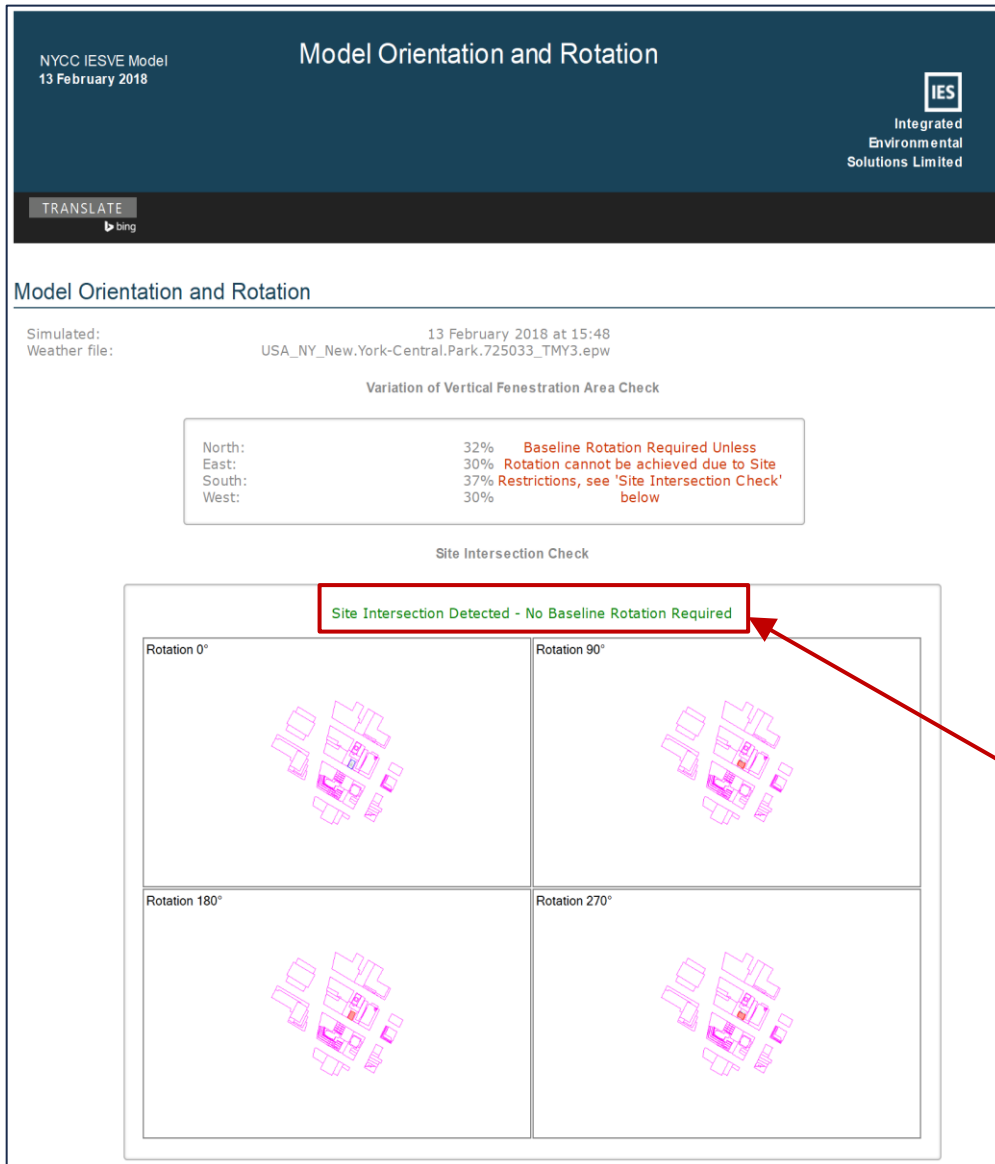 NYCC IESVE Model
13 February 2018
Model Orientation and Rotation
IES
Integrated
Environmental
Solutions Limited
TRANSLATE
bing
Model Orientation and Rotation
Simulated: 13 February 2018 at 15:48
Weather file: USA_NY_New.York-Central.Park.725033_TMY3.epw
Variation of Vertical Fenestration Area Check
North: 32% Baseline Rotation Required Unless
East: 30% Rotation cannot be achieved due to Site
South: 37% Restrictions, see 'Site Intersection Check'
West: 30% below
Site Intersection Check
Site Intersection Detected - No Baseline Rotation Required
Rotation 0°
Rotation 90°
Rotation 180°
Rotation 270°